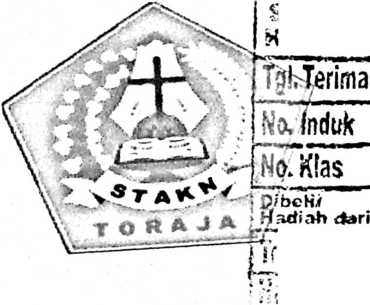 Tgl. Terima
No. Induk
No. Klas
Dibeli/
Hadiah dari
STAKN
TORAJA